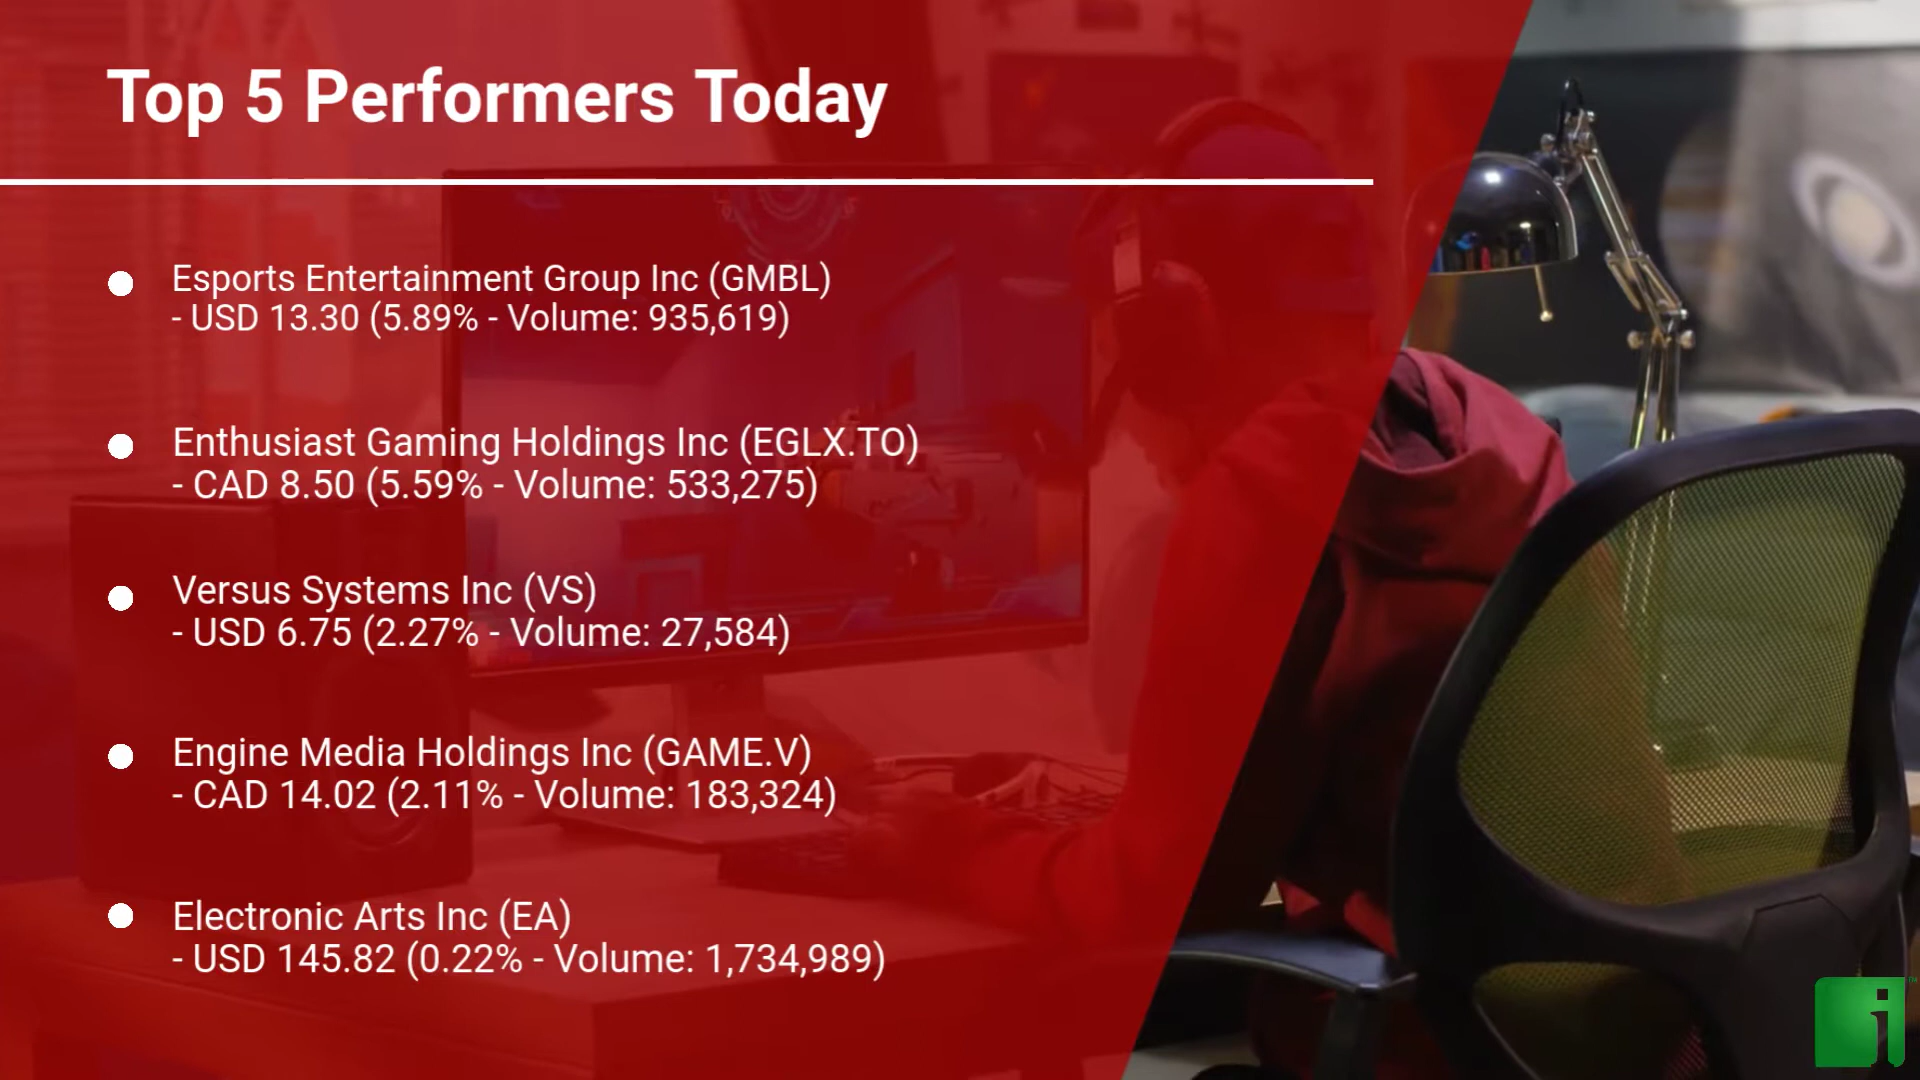 Top 5 Performers Today
Esports Entertainment Group Inc (GMBL)
- USD 13.30 (5.89% - Volume: 935,619)
Enthusiast Gaming Holdings Inc (EGLX.TO)
- CAD 8.50 (5.59% - Volume: 533,275)
Versus Systems Inc (VS)
- USD 6.75 (2.27% - Volume: 27,584)
Engine Media Holdings Inc (GAME.V)
- CAD 14.02 (2.11% - Volume: 183,324)
Electronic Arts Inc (EA)
- USD 145.82 (0.22% - Volume: 1,734,989)
i